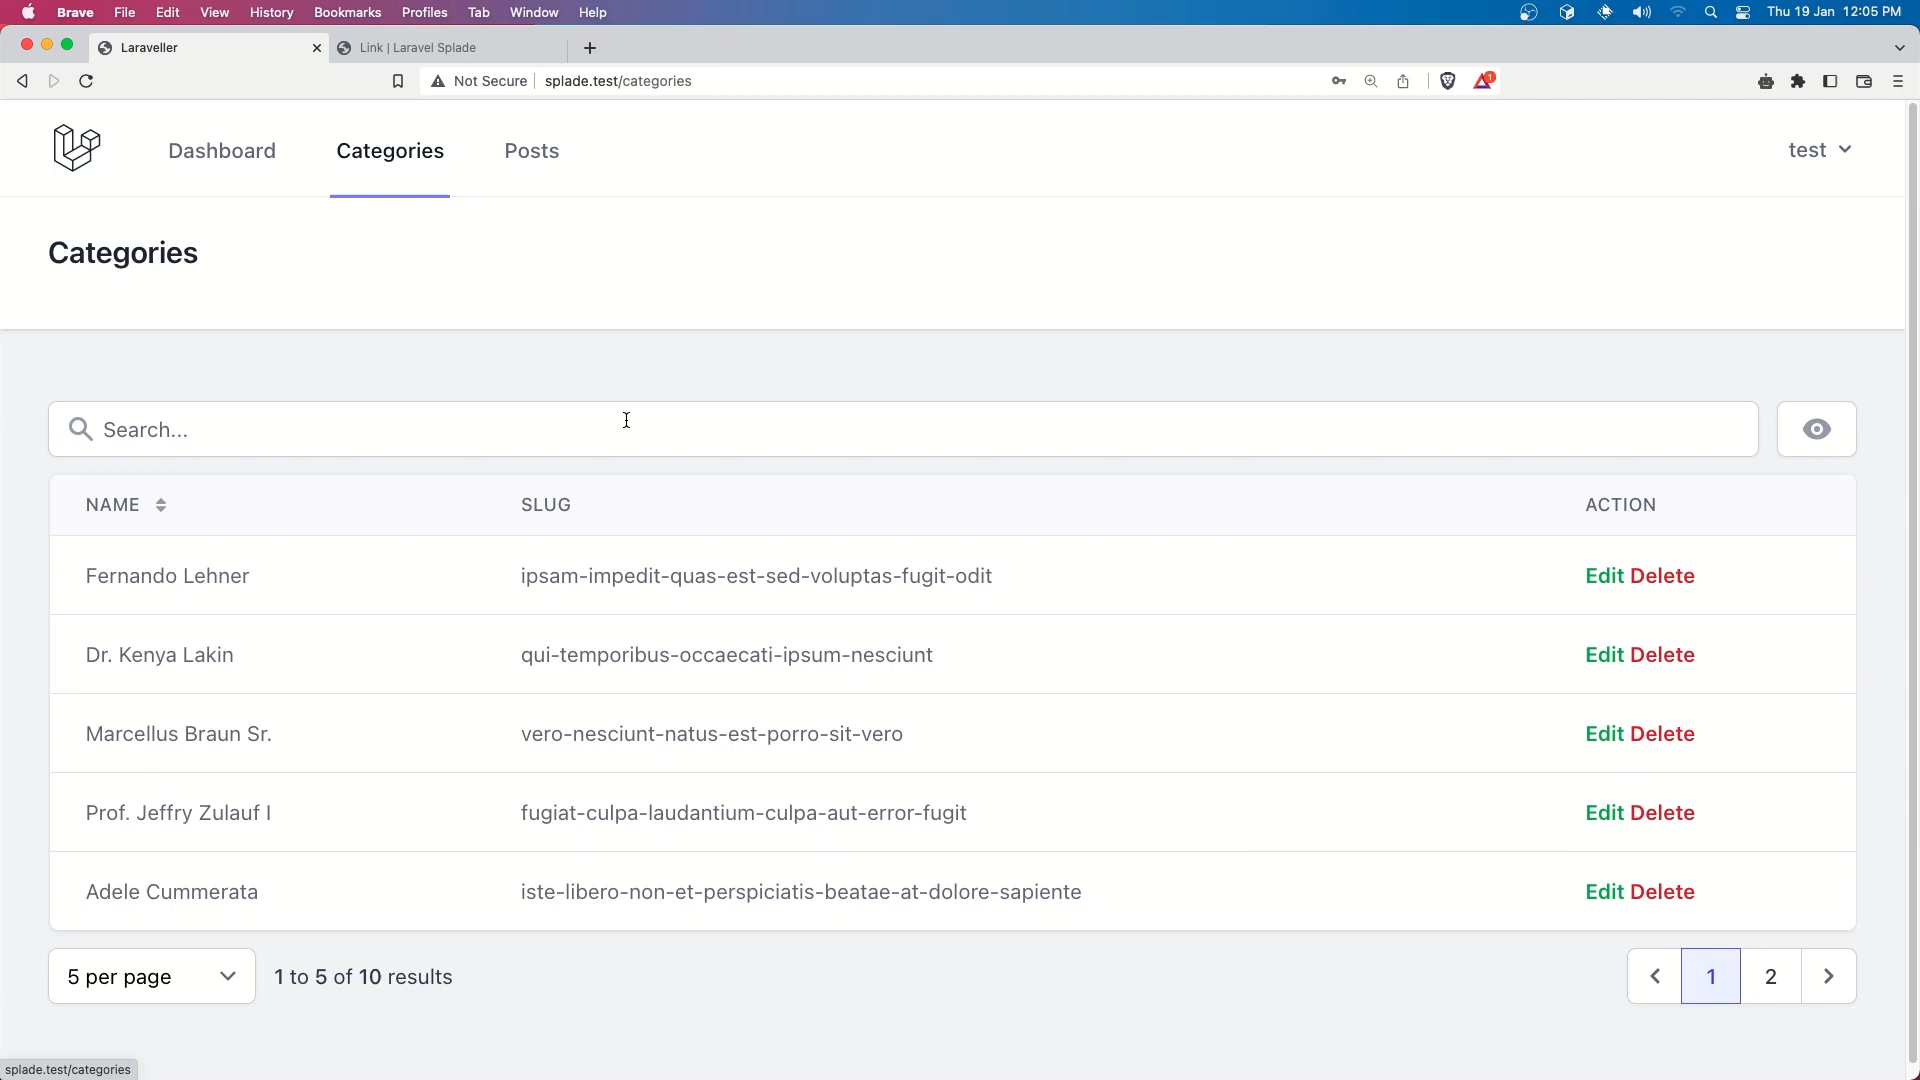 Brave File Edit View History Bookmarks Profiles Tab Window Help Thu 19 Jan 12:05 PM
Laraveller Link | Laravel Splade
Not Secure splade.test/categories 1
Dashboard Categories Posts test
Categories
Search...
NAME SLUG ACTION
Fernando Lehner ipsam-impedit-quas-est-sed-voluptas-fugit-odit Edit Delete
Dr. Kenya Lakin qui-temporibus-occaecati-ipsum-nesciunt Edit Delete
Marcellus Braun Sr. vero-nesciunt-natus-est-porro-sit-vero Edit Delete
Prof. Jeffry Zulauf I fugiat-culpa-laudantium-culpa-aut-error-fugit Edit Delete
Adele Cummerata iste-libero-non-et-perspiciatis-beatae-at-dolore-sapiente Edit Delete
5 per page 1 to 5 of 10 results 1 2
splade.test/categories